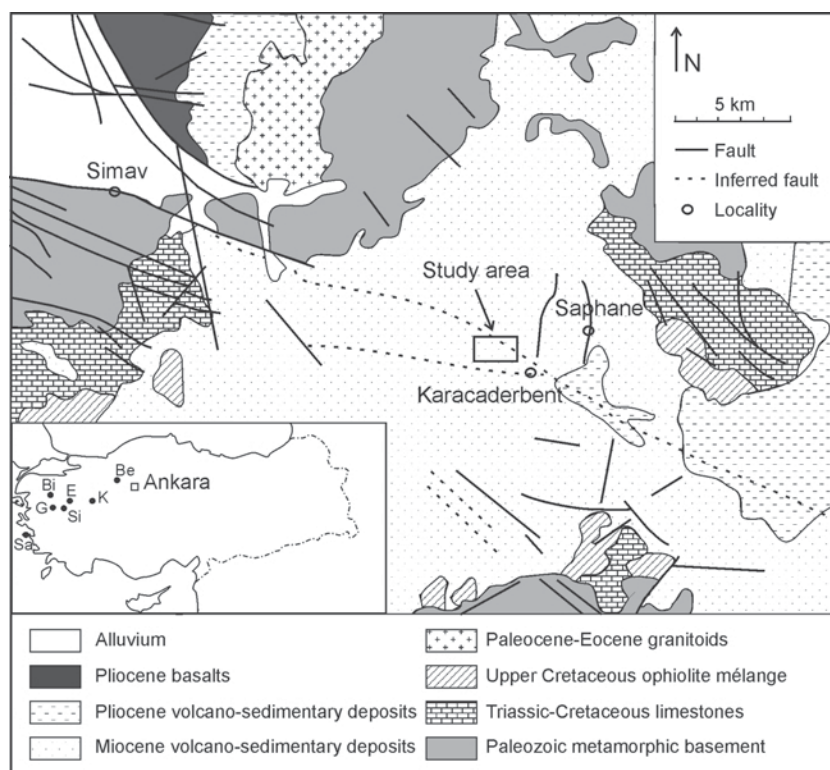 N
5 km
Fault
Inferred fault
Locality
Simav
Study area
Saphane
Karacaderbent
Be
Ankara
Bi
E
K
G
Si
Sa
Alluvium
Pliocene basalts
Pliocene volcano-sedimentary deposits
Miocene volcano-sedimentary deposits
Paleocene-Eocene granitoids
Upper Cretaceous ophiolite mélange
Triassic-Cretaceous limestones
Paleozoic metamorphic basement